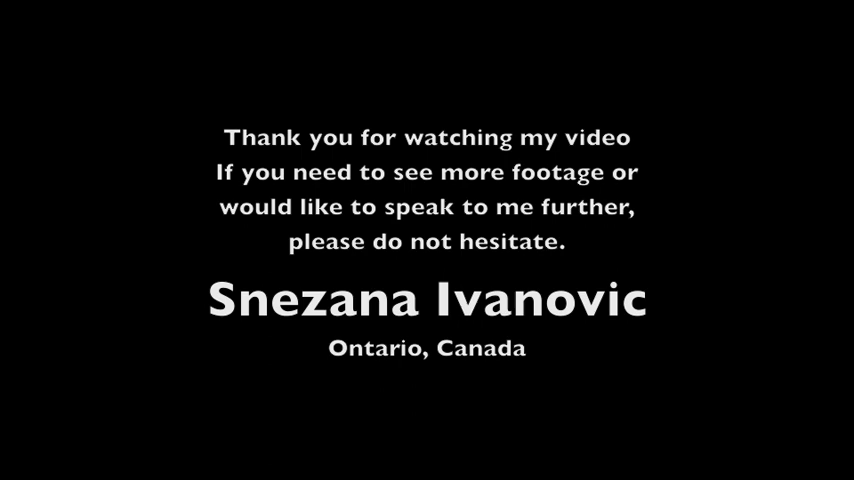 Thank you for watching my video
If you need to see more footage or
would like to speak to me further,
please do not hesitate.
Snezana Ivanovic
Ontario, Canada